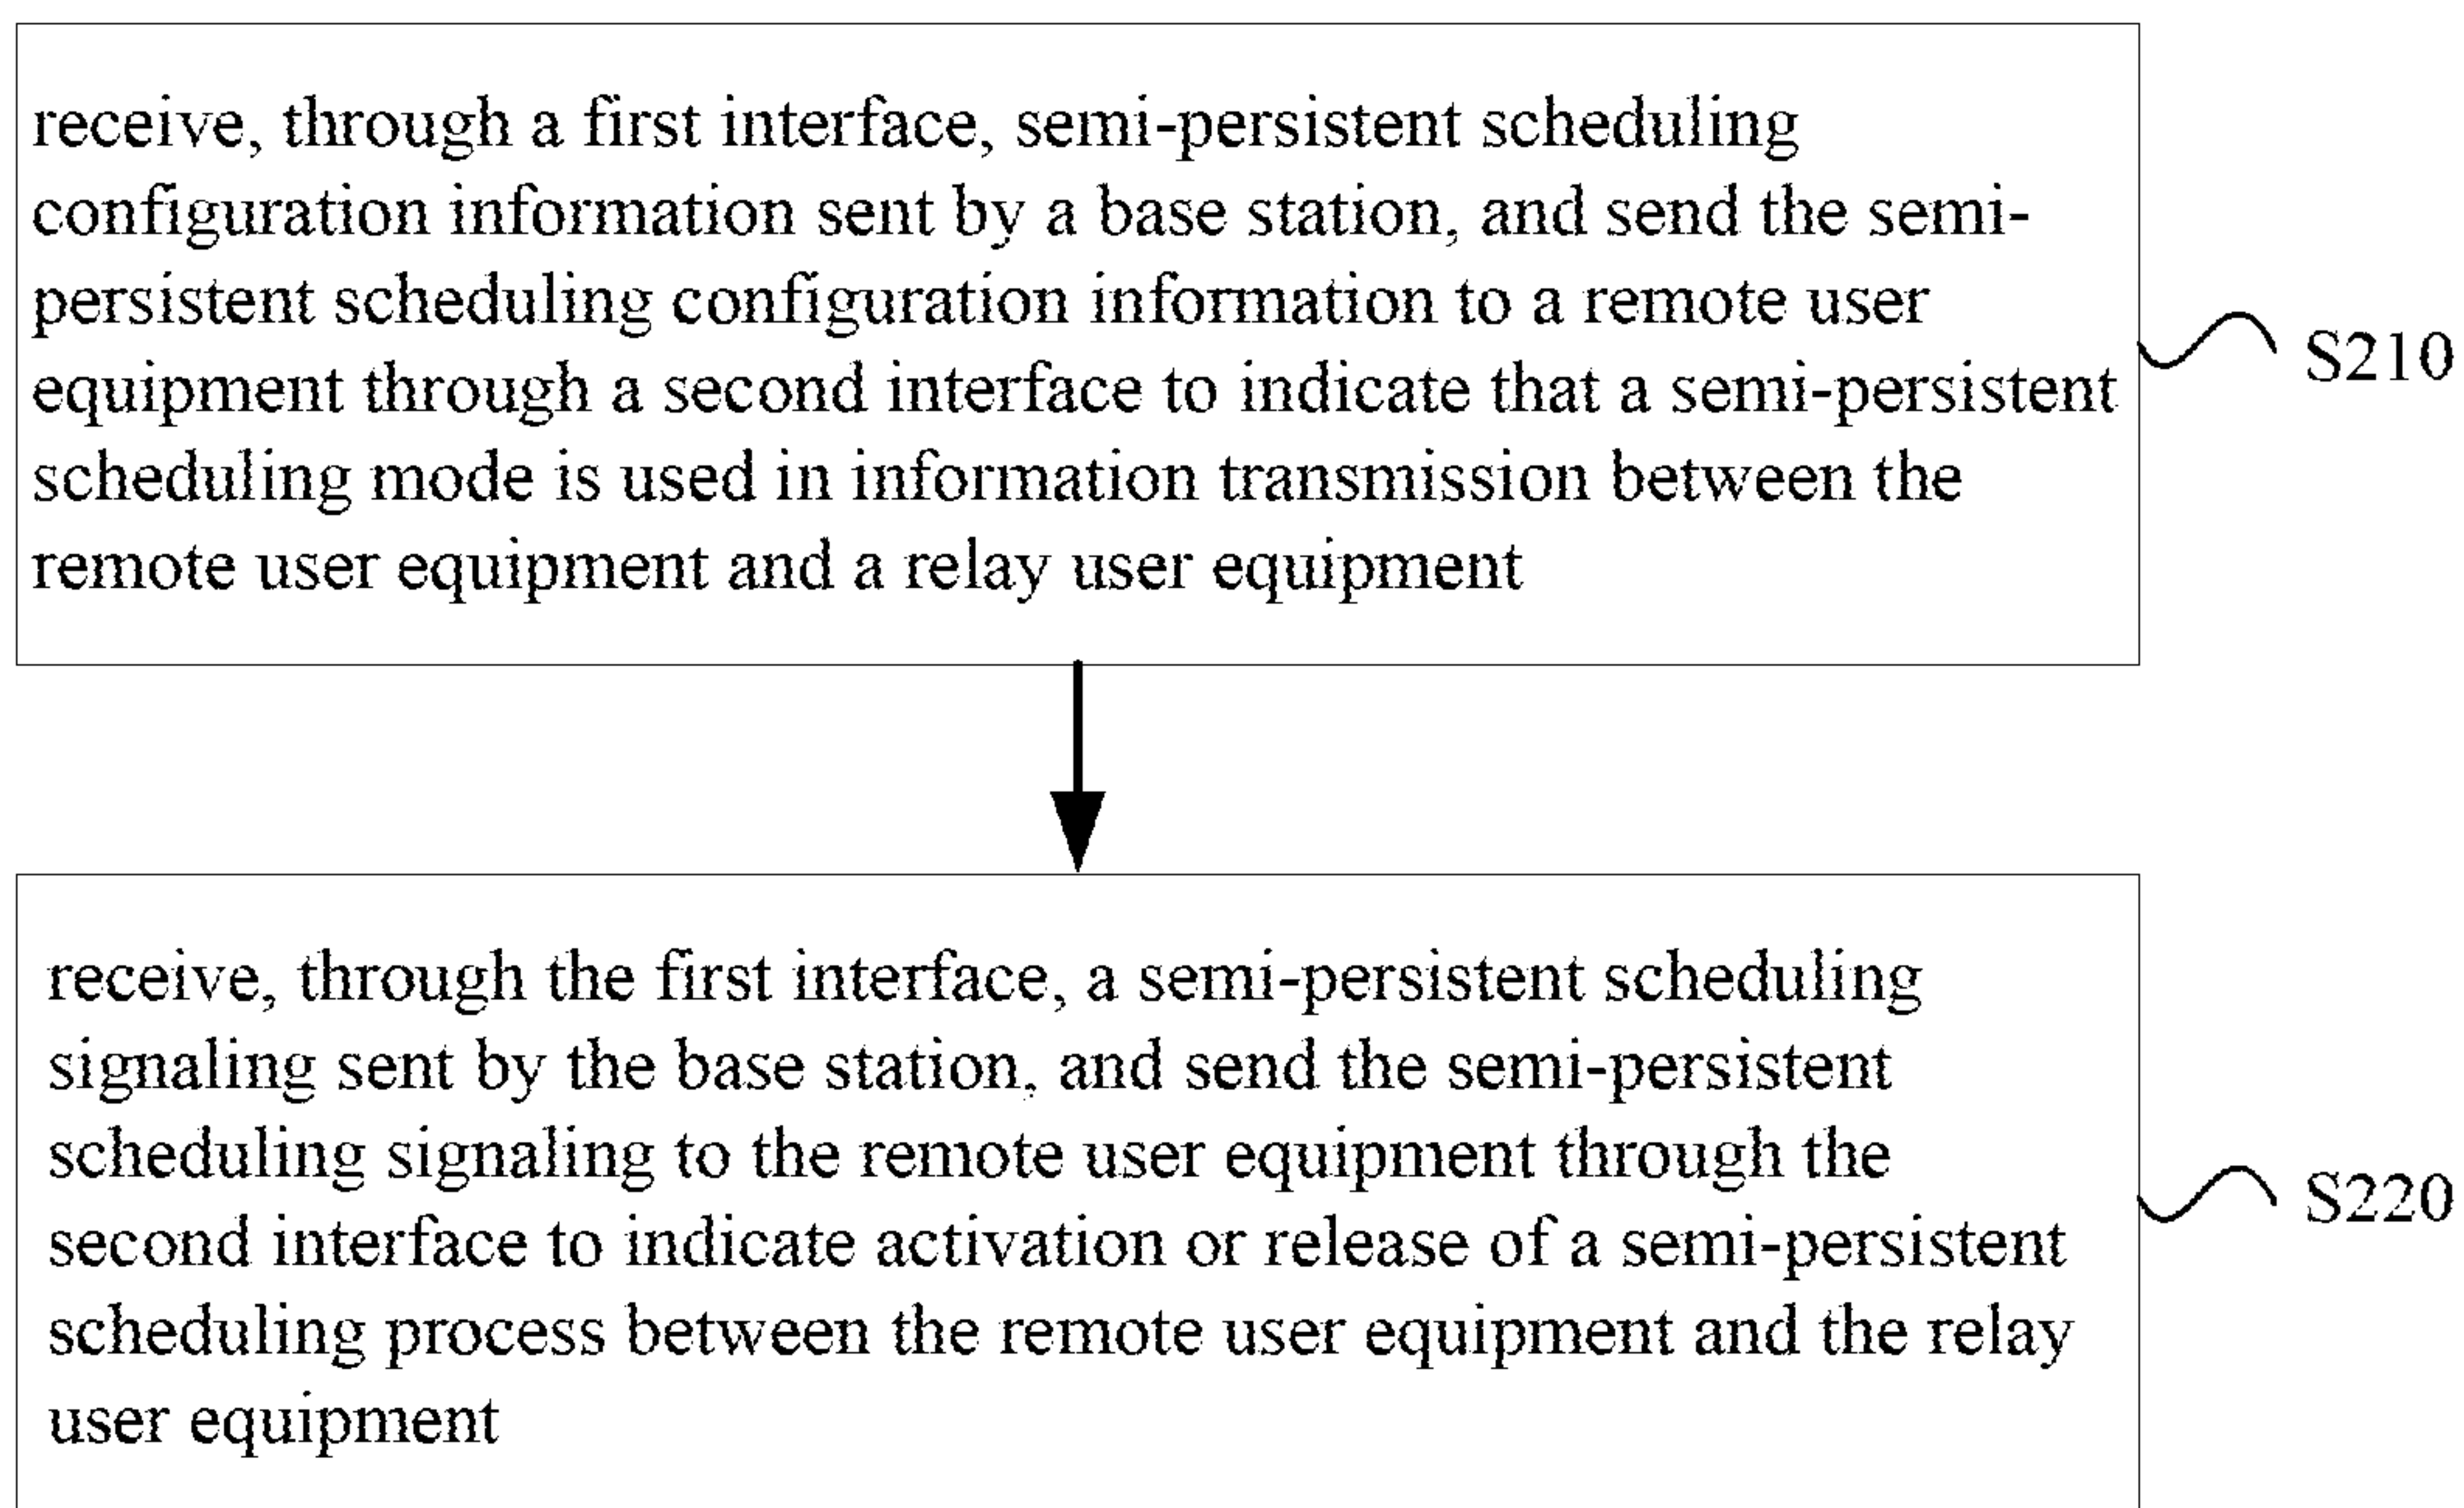 receive, through a first interface, semi-persistent scheduling
configuration information sent by a base station, and send the semi-
persistent scheduling configuration information to a remote user
equipment through a second interface to indicate that a semi-persistent
scheduling mode is used in information transmission between the
remote user equipment and a relay user equipment
S210
receive, through the first interface, a semi-persistent scheduling
signaling sent by the base station, and send the semi-persistent
scheduling signaling to the remote user equipment through the
second interface to indicate activation or release of a semi-persistent
scheduling process between the remote user equipment and the relay
user equipment
S220